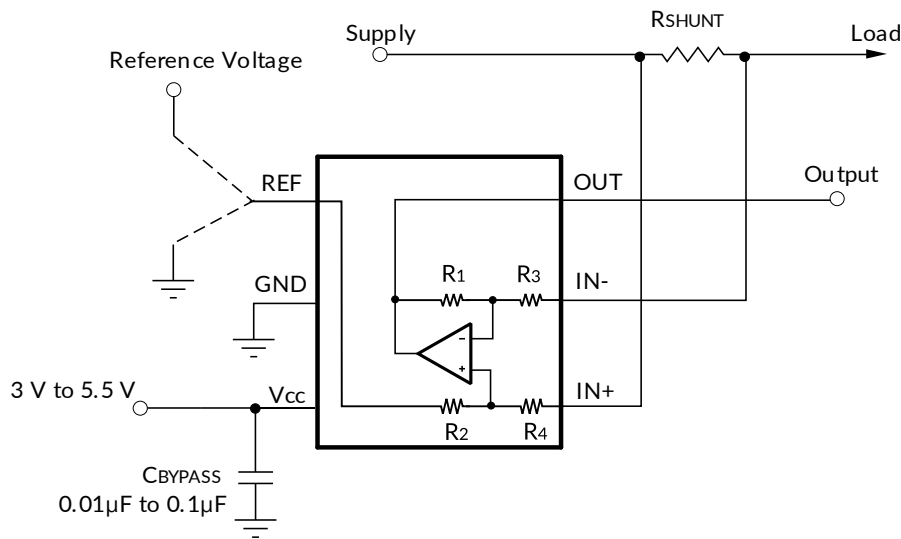 RSHUNT
Supply
Load
Reference Voltage
REF
OUT
Output
R1
R3
IN-
GND
-
+
3 V to 5.5 V
VCC
IN+
R2
R4
CBYPASS
0.01µF to 0.1µF